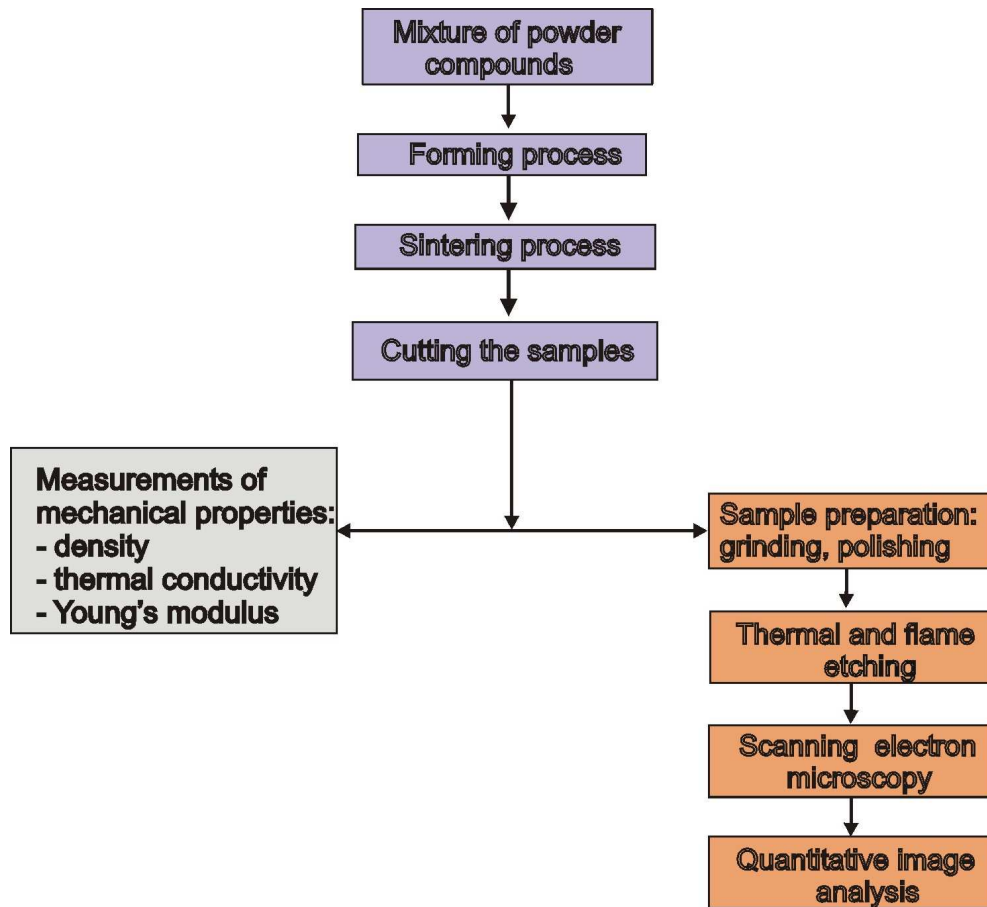 Mixture of powder
compounds
Forming process
Sintering process
Cutting the samples
Measurements of
mechanical properties:
- density
- thermal conductivity
- Young's modulus
Sample preparation:
grinding, polishing
Thermal and flame
etching
Scanning electron
microscopy
Quantitative image
analysis